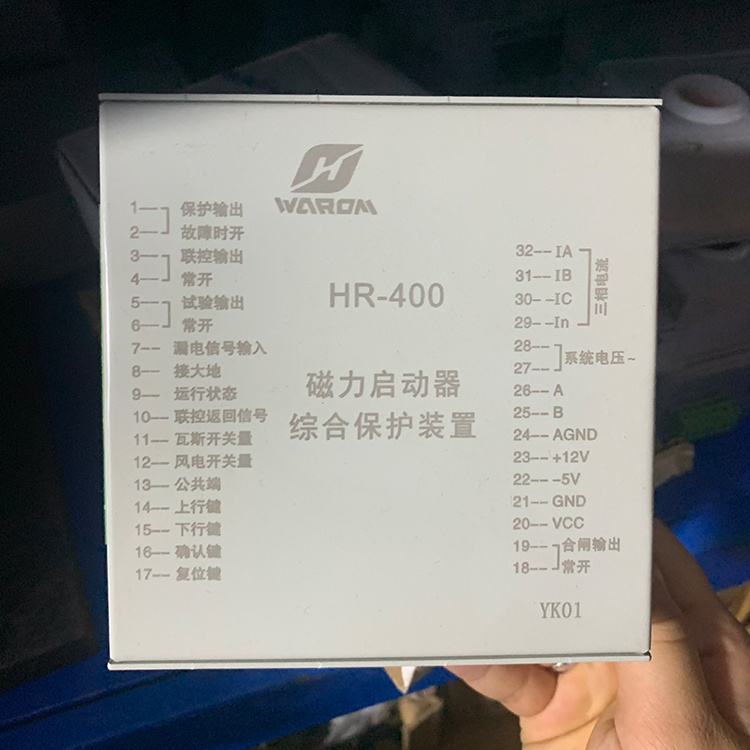 WAROM
HR-400
磁力启动器
综合保护装置
1-- 保护输出
2-- 故障时开
3-- 联控输出
4-- 常开
5-- 试验输出
6-- 常开
7-- 漏电信号输入
8-- 接大地
9-- 运行状态
10-- 联控返回信号
11-- 瓦斯开关量
12-- 风电开关量
13-- 公共端
14-- 上行键
15-- 下行键
16-- 确认键
17-- 复位键
32-- IA
31-- IB
30-- IC
29-- In
三相电流
28--
27-- 系统电压~
26-- A
25-- B
24-- AGND
23-- +12V
22-- -5V
21-- GND
20-- VCC
19-- 合闸输出
18-- 常开
YK01